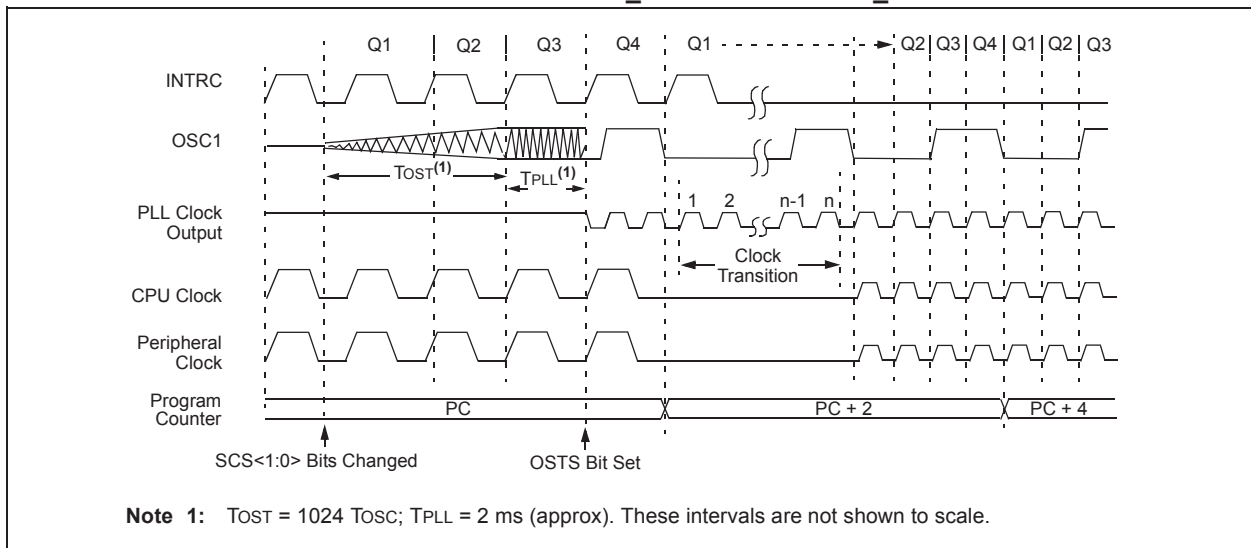 Q1 Q2 Q3 Q4 Q1 Q2 Q3 Q4 Q1 Q2 Q3
INTRC
OSC1
TOST(1) TPLL(1)
1 2 n-1 n
PLL Clock
Output
Clock
Transition
CPU Clock
Peripheral
Clock
Program
Counter
PC PC + 2 PC + 4
SCS<1:0> Bits Changed OSTS Bit Set
Note 1: TOST = 1024 TOSC; TPLL = 2 ms (approx). These intervals are not shown to scale.